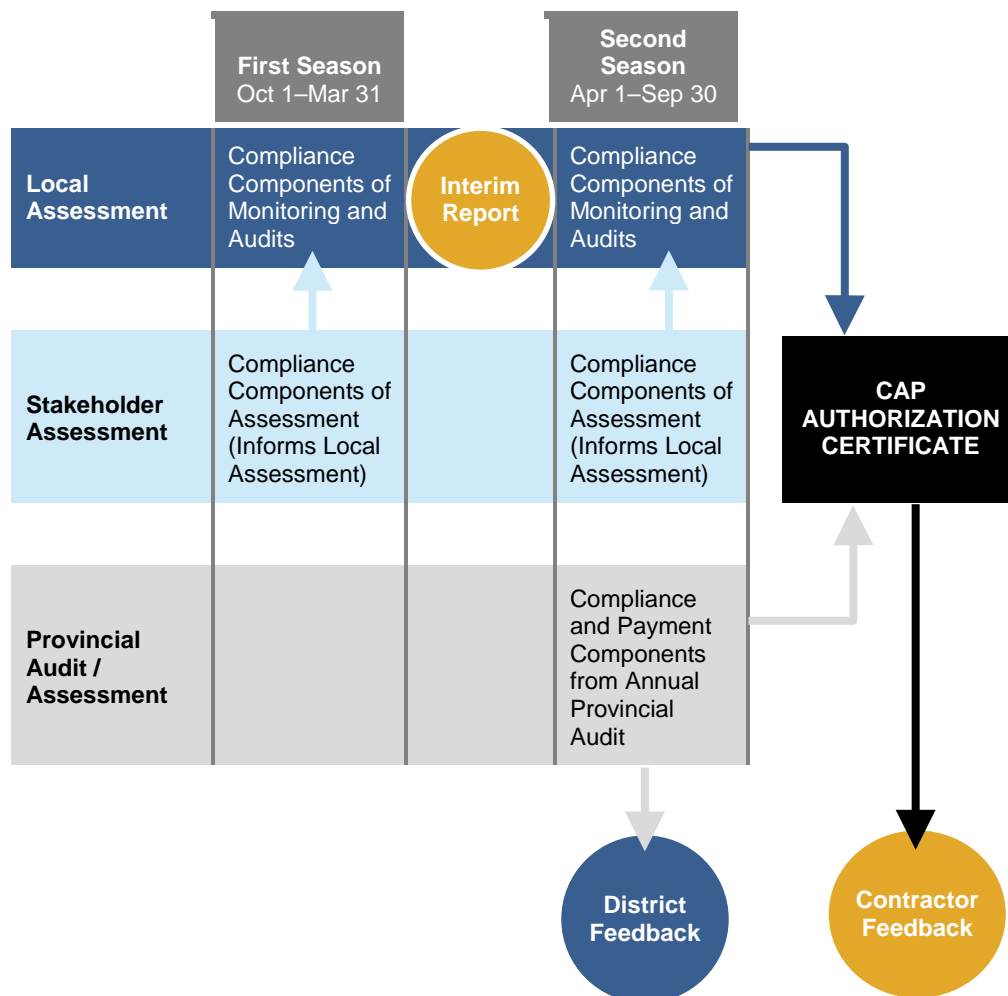 First Season
Oct 1–Mar 31
Second
Season
Apr 1–Sep 30
Local
Assessment
Compliance
Components of
Monitoring and
Audits
Interim
Report
Compliance
Components of
Monitoring and
Audits
Stakeholder
Assessment
Compliance
Components of
Assessment
(Informs Local
Assessment)
Compliance
Components of
Assessment
(Informs Local
Assessment)
CAP
AUTHORIZATION
CERTIFICATE
Provincial
Audit /
Assessment
Compliance
and Payment
Components
from Annual
Provincial
Audit
District
Feedback
Contractor
Feedback